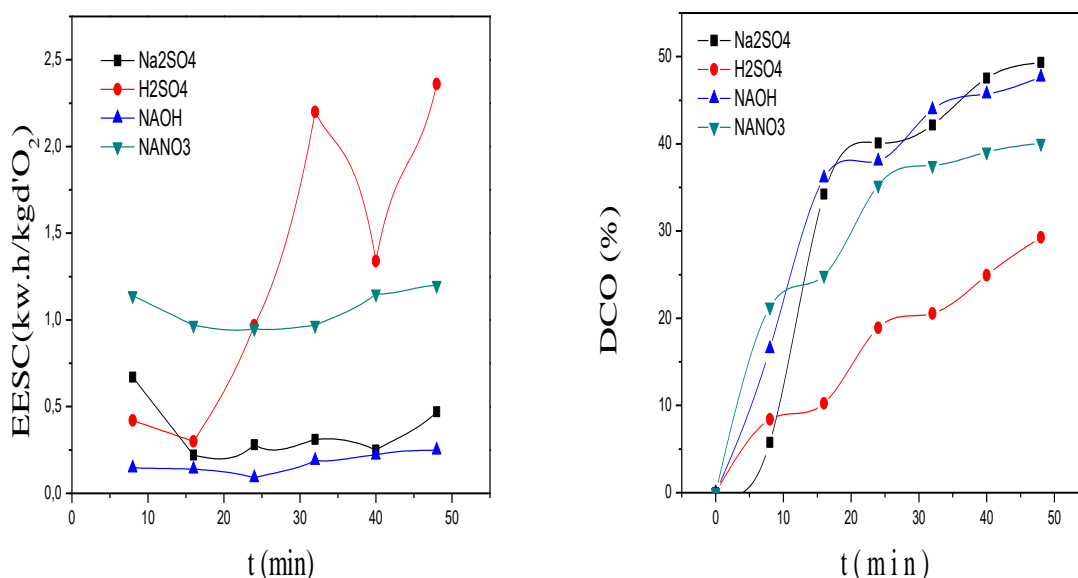 EESC(kw.h/kgd'O2)
2,5
2,0
1,5
1,0
0,5
0,0
Na2SO4
H2SO4
NAOH
NANO3
0 10 20 30 40 50
t (min)
DCO (%)
50
40
30
20
10
0
Na2SO4
H2SO4
NAOH
NANO3
0 10 20 30 40 50
t ( m i n )